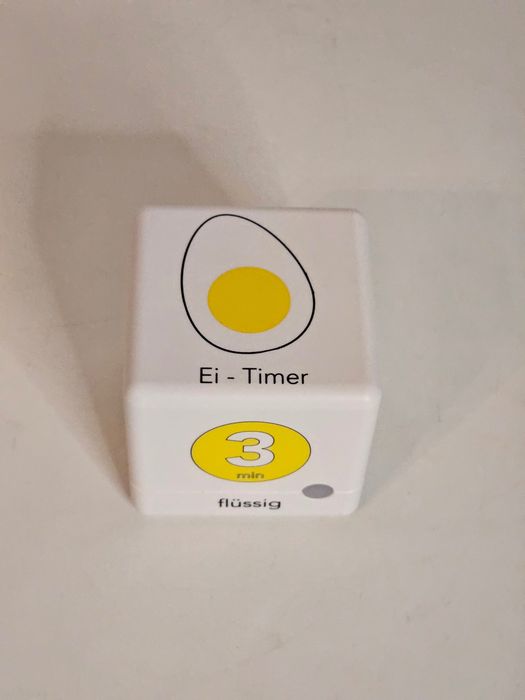 Ei - Timer
3
min
flüssig